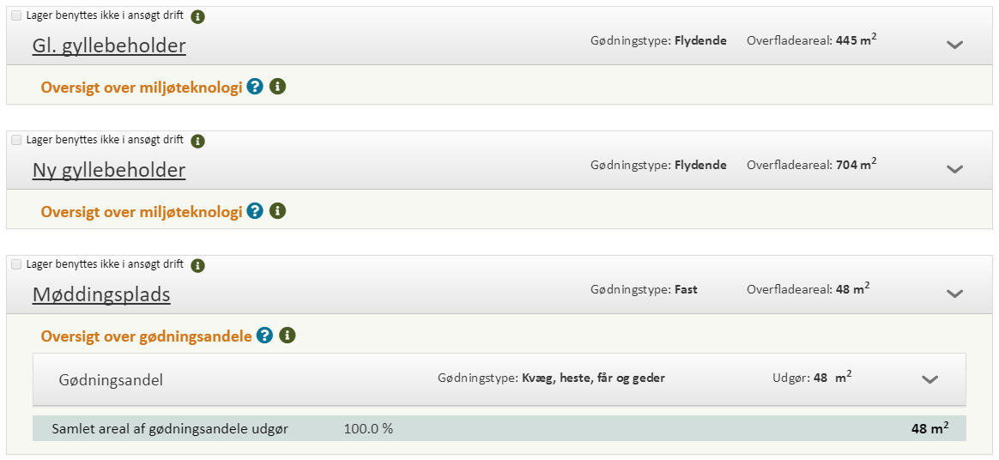 Lager benyttes ikke i ansøgt drift
Gl. gyllebeholder Gødningstype: Flydende Overfladeareal: 445 m²
Oversigt over miljøteknologi ? i
Lager benyttes ikke i ansøgt drift
Ny gyllebeholder Gødningstype: Flydende Overfladeareal: 704 m²
Oversigt over miljøteknologi ? i
Lager benyttes ikke i ansøgt drift
Møddingsplads Gødningstype: Fast Overfladeareal: 48 m²
Oversigt over gødningsandele ? i
Gødningsandel Gødningstype: Kvæg, heste, får og geder Udgør: 48 m²
Samlet areal af gødningsandele udgør 100.0 % 48 m²